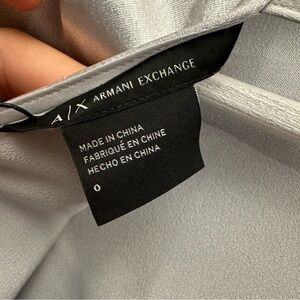 A/X ARMANI EXCHANGE
MADE IN CHINA
FABRIQUÉ EN CHINE
HECHO EN CHINA
0